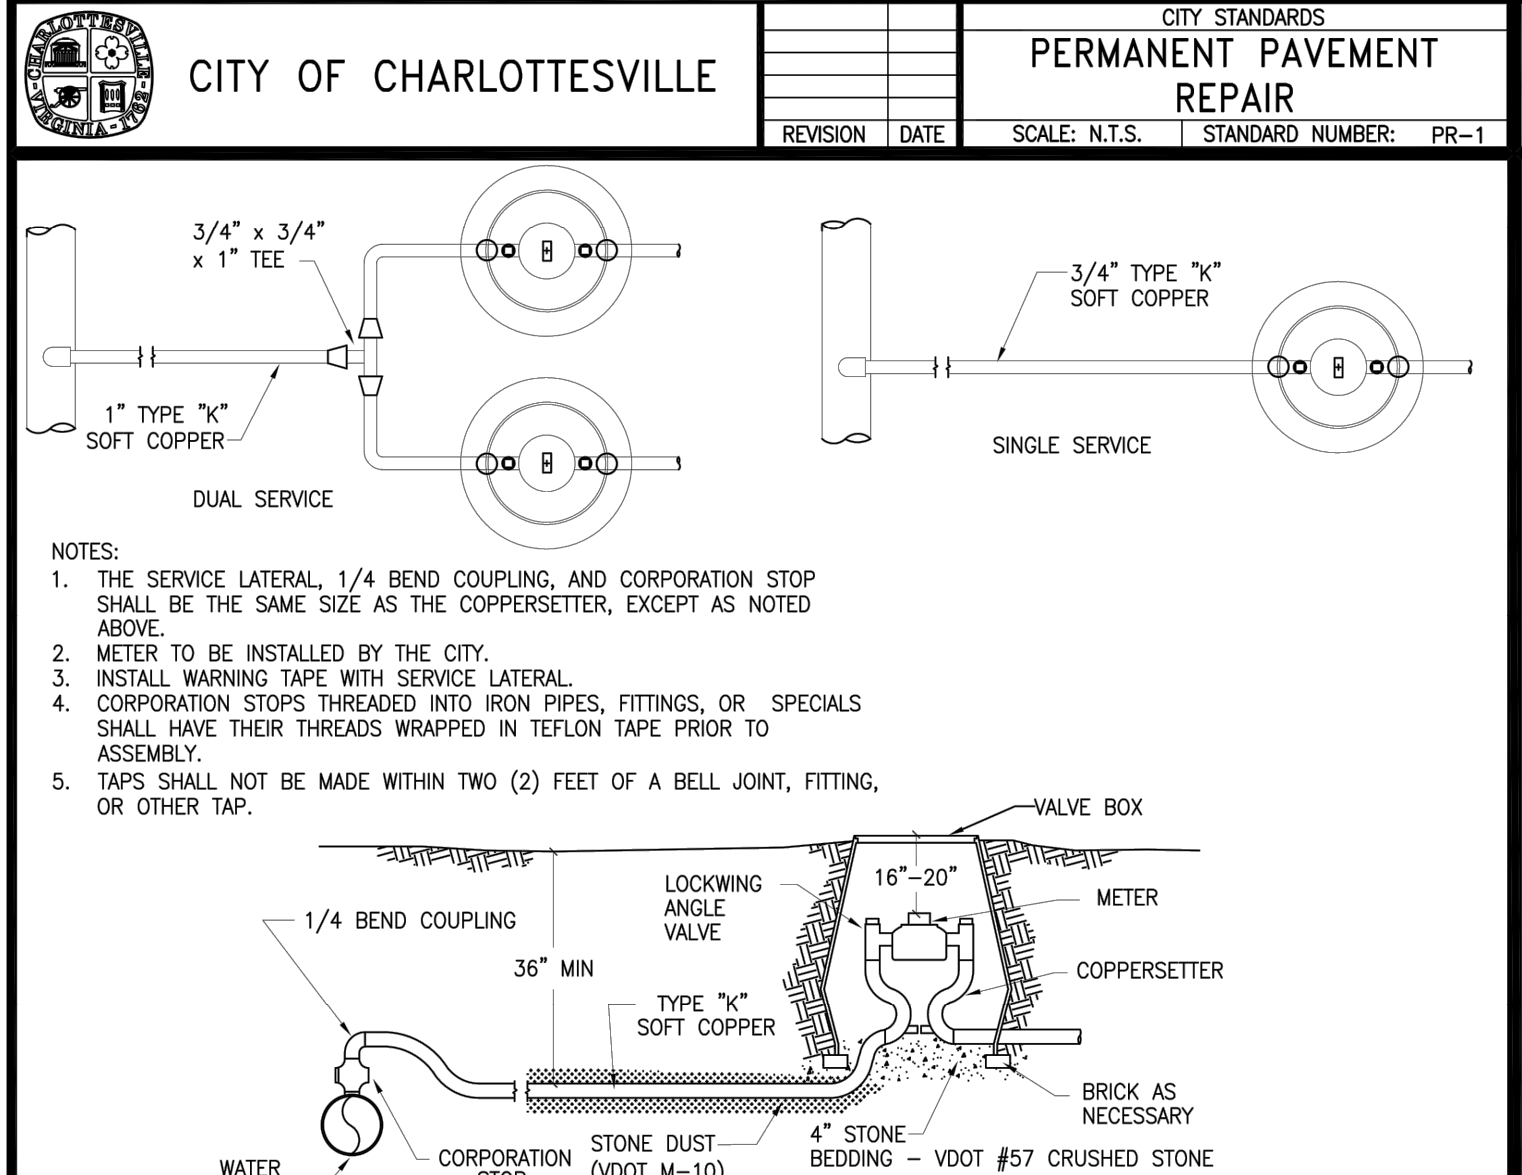 CHARLOTTESVILLE
VIRGINIA - 1762
CITY OF CHARLOTTESVILLE
REVISION
DATE
CITY STANDARDS
PERMANENT PAVEMENT
REPAIR
SCALE: N.T.S.
STANDARD NUMBER: PR-1
3/4" x 3/4"
x 1" TEE
1" TYPE "K"
SOFT COPPER
DUAL SERVICE
3/4" TYPE "K"
SOFT COPPER
SINGLE SERVICE
NOTES:
1. THE SERVICE LATERAL, 1/4 BEND COUPLING, AND CORPORATION STOP
SHALL BE THE SAME SIZE AS THE COPPERSETTER, EXCEPT AS NOTED
ABOVE.
2. METER TO BE INSTALLED BY THE CITY.
3. INSTALL WARNING TAPE WITH SERVICE LATERAL.
4. CORPORATION STOPS THREADED INTO IRON PIPES, FITTINGS, OR SPECIALS
SHALL HAVE THEIR THREADS WRAPPED IN TEFLON TAPE PRIOR TO
ASSEMBLY.
5. TAPS SHALL NOT BE MADE WITHIN TWO (2) FEET OF A BELL JOINT, FITTING,
OR OTHER TAP.
VALVE BOX
16"-20"
LOCKWING
ANGLE
VALVE
METER
1/4 BEND COUPLING
36" MIN
COPPERSETTER
TYPE "K"
SOFT COPPER
BRICK AS
NECESSARY
4" STONE
BEDDING - VDOT #57 CRUSHED STONE
STONE DUST
(VDOT M-10)
CORPORATION
STOP
WATER